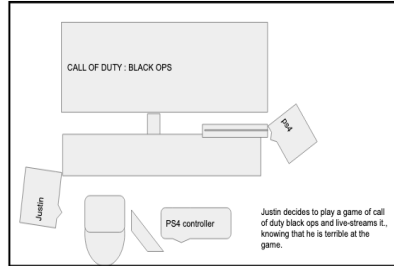 CALL OF DUTY : BLACK OPS
ps4
Justin
PS4 controller
Justin decides to play a game of call
of duty black ops and live-streams it.,
knowing that he is terrible at the
game.